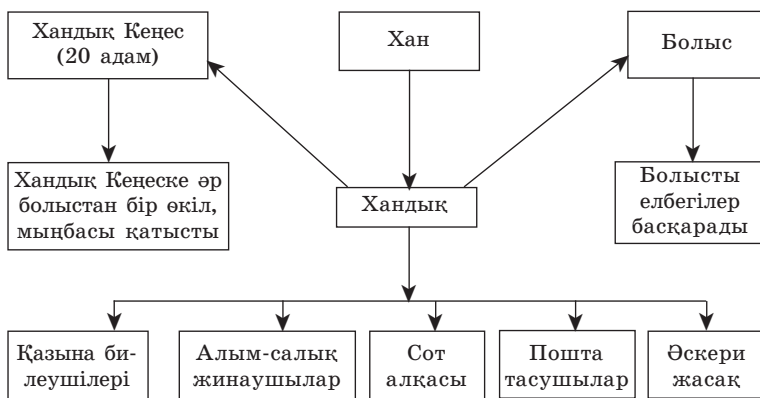 Хандық Кеңес
(20 адам)
Хан
Болыс
Хандық Кеңеске әр
болыстан бір өкіл,
мыңбасы қатысты
Хандық
Болысты
елбегілер
басқарады
Қазына би-
леушілері
Алым-салық
жинаушылар
Сот
алқасы
Пошта
тасушылар
Әскери
жасақ